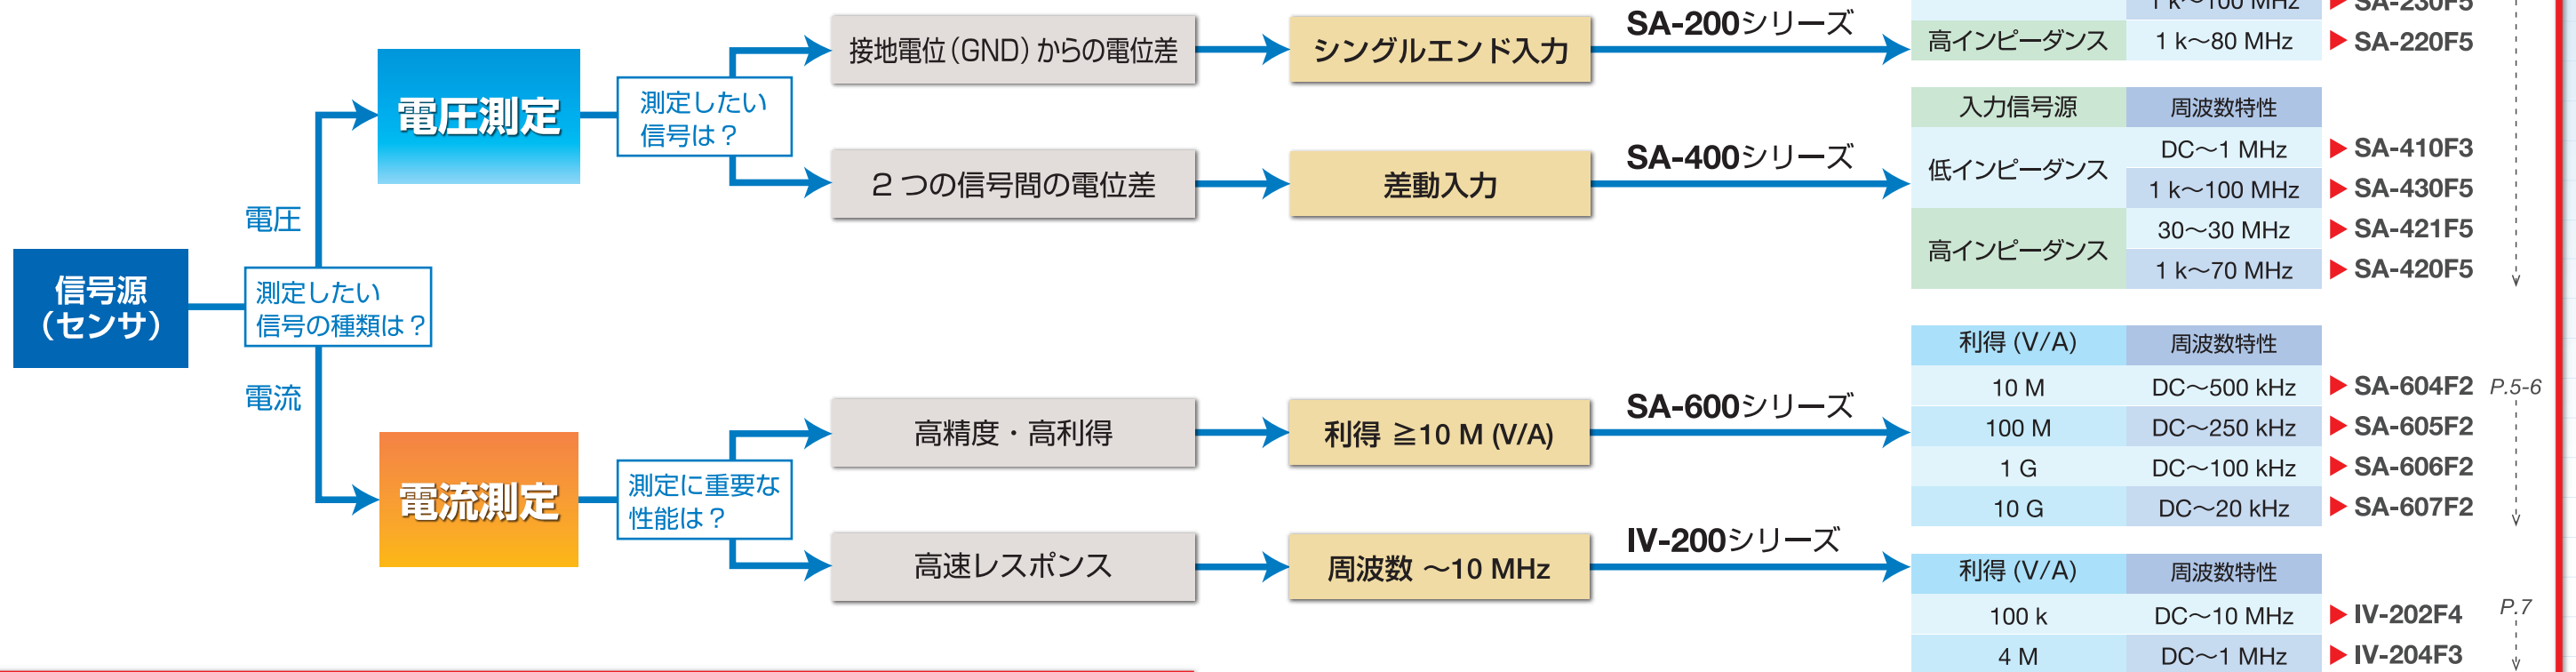 信号源
（センサ）
測定したい
信号の種類は？
電圧
電流
電圧測定
測定したい
信号は？
接地電位（GND）からの電位差
シングルエンド入力
SA-200シリーズ
1 k～100 MHz
SA-230F5
高インピーダンス 1 k～80 MHz
SA-220F5
2 つの信号間の電位差
差動入力
SA-400シリーズ
入力信号源 周波数特性
低インピーダンス
DC～1 MHz
SA-410F3
1 k～100 MHz
SA-430F5
高インピーダンス
30～30 MHz
SA-421F5
1 k～70 MHz
SA-420F5
電流測定
測定に重要な
性能は？
高精度・高利得
利得 ≧10 M (V/A)
SA-600シリーズ
利得 (V/A) 周波数特性
10 M DC～500 kHz
SA-604F2 P.5-6
100 M DC～250 kHz
SA-605F2
1 G DC～100 kHz
SA-606F2
10 G DC～20 kHz
SA-607F2
高速レスポンス
周波数 ～10 MHz
IV-200シリーズ
利得 (V/A) 周波数特性
100 k DC～10 MHz
IV-202F4 P.7
4 M DC～1 MHz
IV-204F3